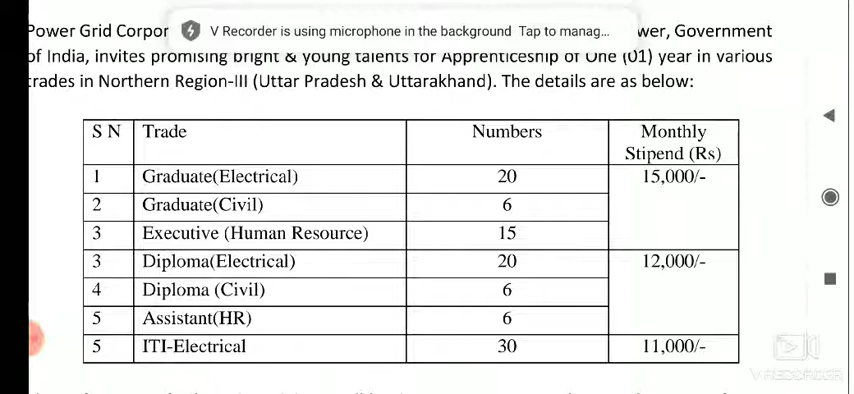 Power Grid Corpor
V Recorder is using microphone in the background Tap to manag...
wer, Government
of India, invites promising bright & young talents for Apprenticeship of One (01) year in various
trades in Northern Region-III (Uttar Pradesh & Uttarakhand). The details are as below:
S N Trade Numbers Monthly
Stipend (Rs)
1 Graduate(Electrical) 20 15,000/-
2 Graduate(Civil) 6
3 Executive (Human Resource) 15
3 Diploma(Electrical) 20 12,000/-
4 Diploma (Civil) 6
5 Assistant(HR) 6
5 ITI-Electrical 30 11,000/-
V RECORDER